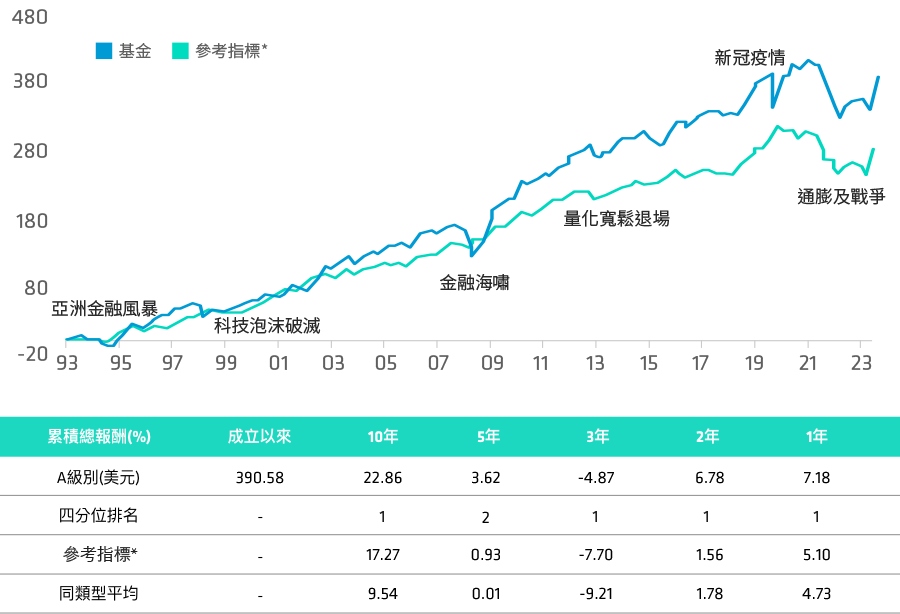 480
基金 參考指標*
新冠疫情
380
280
通膨及戰爭
180
量化寬鬆退場
金融海嘯
80
亞洲金融風暴
科技泡沫破滅
-20
93 95 97 99 01 03 05 07 09 11 13 15 17 19 21 23
累積總報酬(%) 成立以來 10年 5年 3年 2年 1年
A級別(美元) 390.58 22.86 3.62 -4.87 6.78 7.18
四分位排名 - 1 2 1 1 1
參考指標* - 17.27 0.93 -7.70 1.56 5.10
同類型平均 - 9.54 0.01 -9.21 1.78 4.73